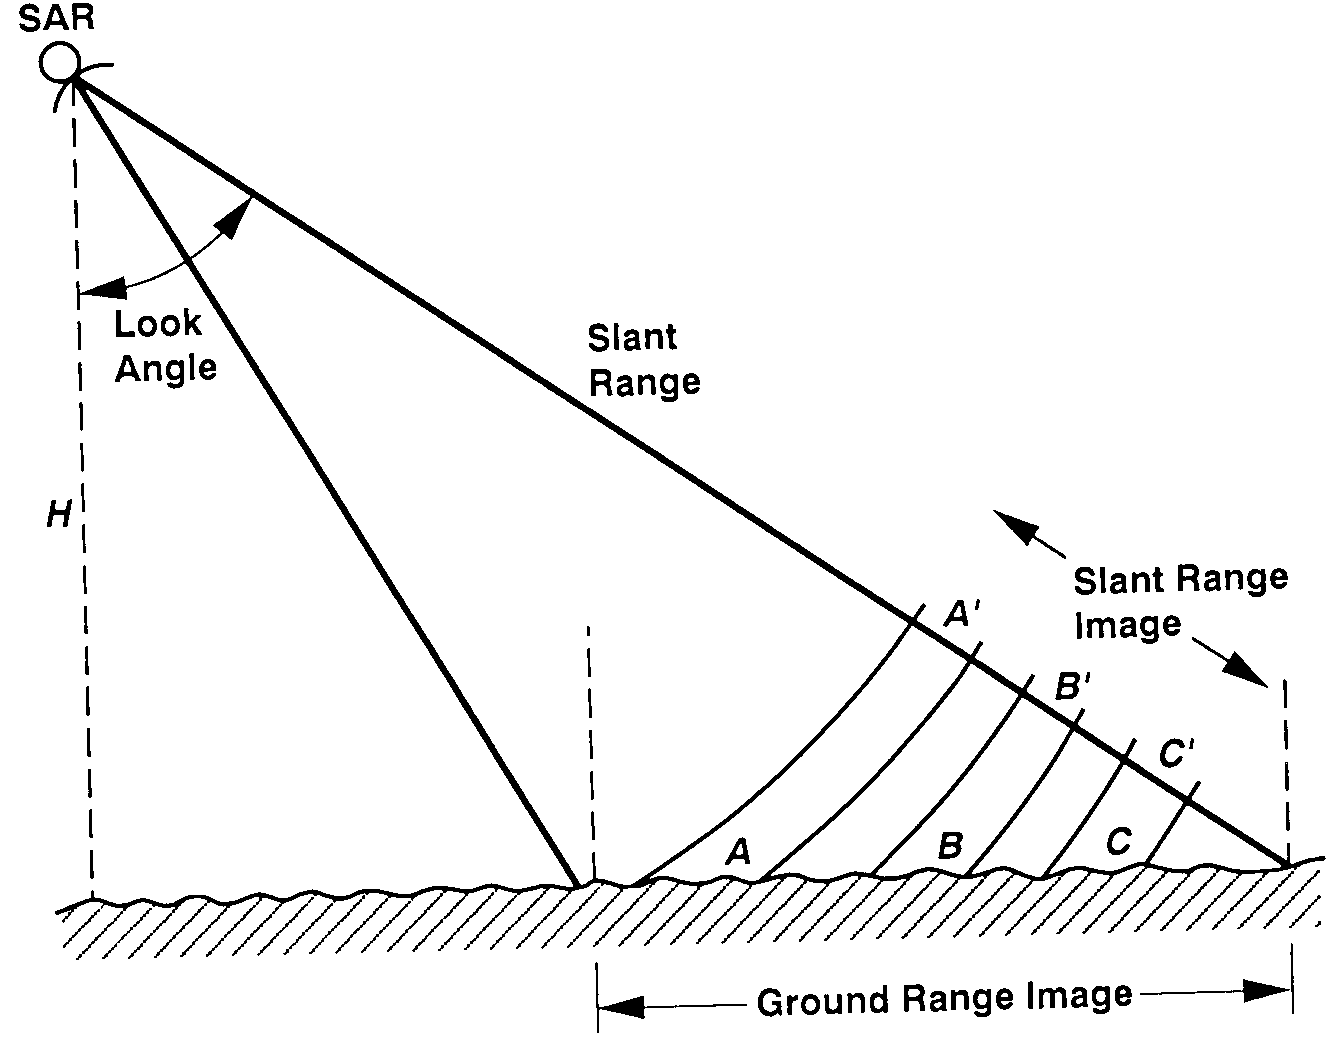 SAR
Look
Angle
Slant
Range
H
Slant Range
Image
A'
B'
C'
A
B
C
Ground Range Image